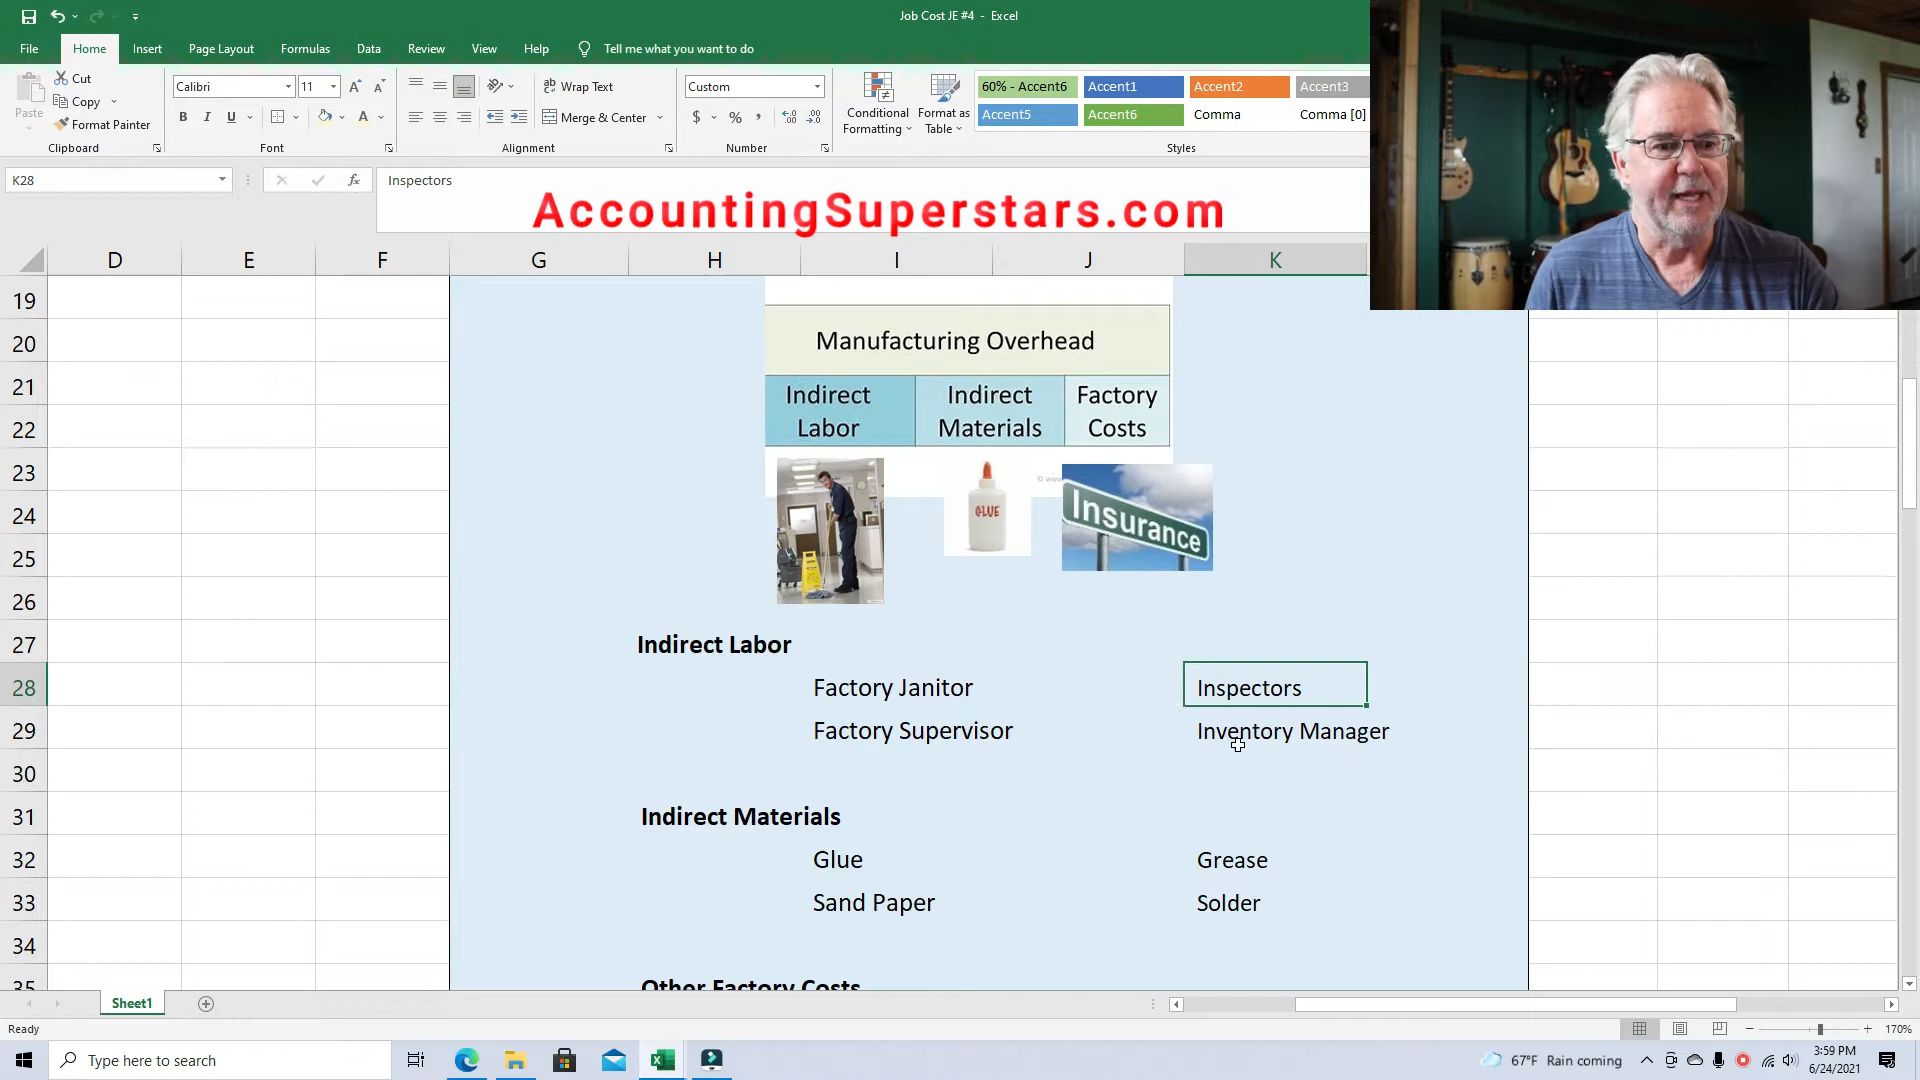 Job Cost JE #4 - Excel
File Home Insert Page Layout Formulas Data Review View Help Tell me what you want to do
Paste
Cut
Copy
Format Painter
Clipboard
Calibri 11
B I U
Font
Wrap Text
Merge & Center
Alignment
Custom
$ % ,
Number
Conditional Formatting
Format as Table
60% - Accent6 Accent1 Accent2 Accent3
Accent5 Accent6 Comma Comma [0]
Styles
K28 fx Inspectors
AccountingSuperstars.com
D E F G H I J K
19
20
21
22
23
24
25
26
27
28
29
30
31
32
33
34
35
Manufacturing Overhead
Indirect Labor
Indirect Materials
Factory Costs
GLUE
Insurance
Indirect Labor
Factory Janitor Inspectors
Factory Supervisor Inventory Manager
Indirect Materials
Glue Grease
Sand Paper Solder
Other Factory Costs
Sheet1
Ready 170%
Type here to search
67°F Rain coming
3:59 PM
6/24/2021